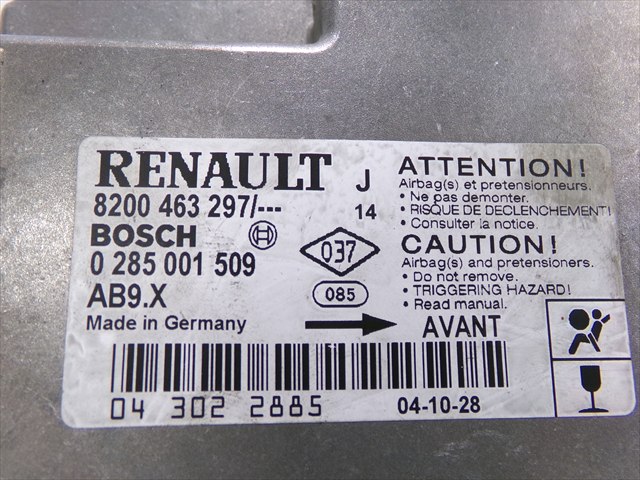 RENAULT J
8200 463 297/--- 14
BOSCH
0 285 001 509
AB9.X
Made in Germany
037
085
AVANT
ATTENTION!
Airbag(s) et pretensionneurs.
• Ne pas demonter.
• RISQUE DE DECLENCHEMENT!
• Consulter la notice.
CAUTION!
Airbag(s) and pretensioners.
• Do not remove.
• TRIGGERING HAZARD!
• Read manual.
04 302 2885
04-10-28